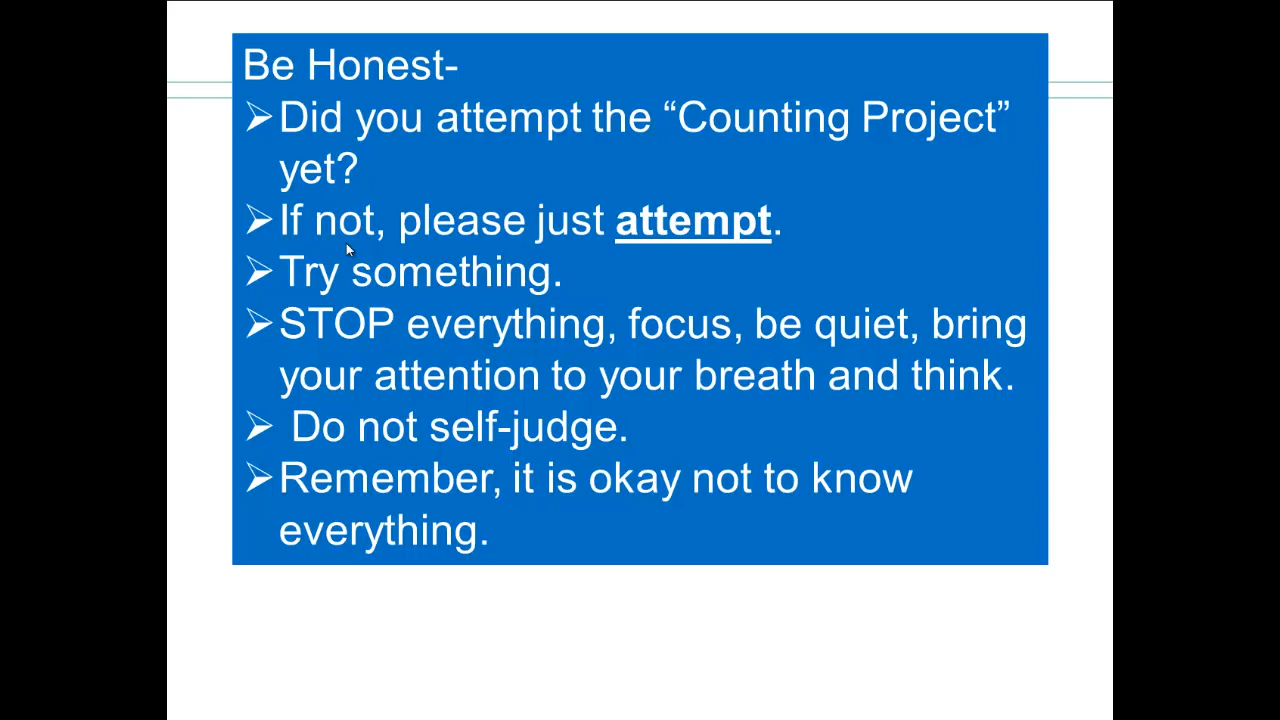 Be Honest-
➢Did you attempt the “Counting Project”
yet?
➢If not, please just attempt.
➢Try something.
➢STOP everything, focus, be quiet, bring
your attention to your breath and think.
➢ Do not self-judge.
➢Remember, it is okay not to know
everything.